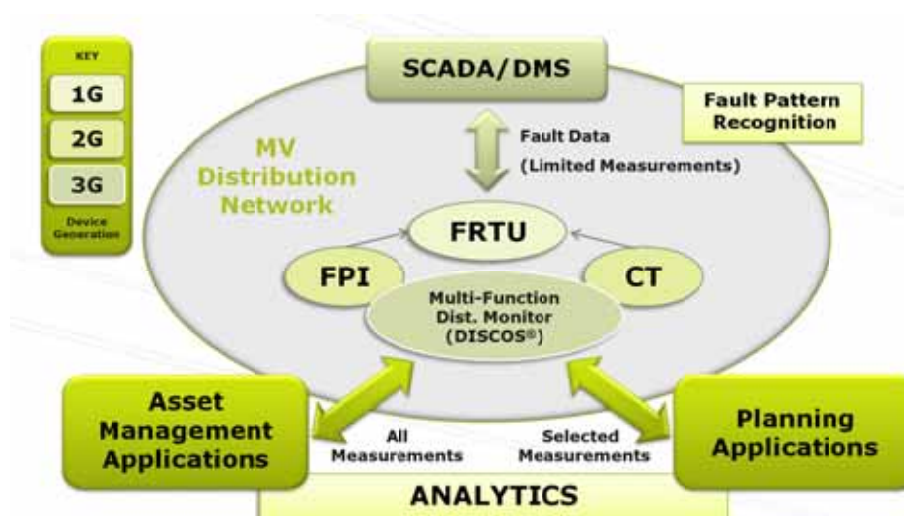 KEY
1G
2G
3G
Device
Generation
SCADA/DMS
Fault Pattern
Recognition
Fault Data
(Limited Measurements)
MV
Distribution
Network
FRTU
FPI
CT
Multi-Function
Dist. Monitor
(DISCOS®)
Asset
Management
Applications
All
Measurements
Selected
Measurements
Planning
Applications
ANALYTICS